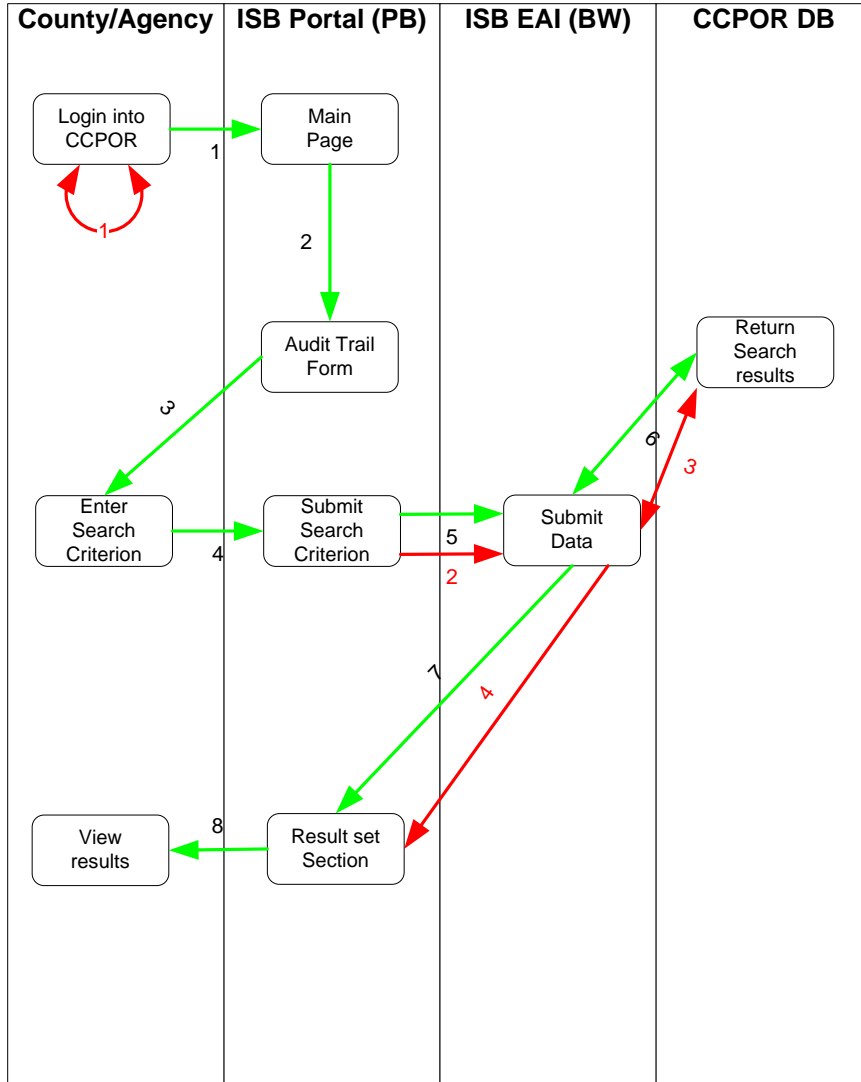 County/Agency
ISB Portal (PB)
ISB EAI (BW)
CCPOR DB
Login into
CCPOR
1
Main
Page
1
2
Audit Trail
Form
Return
Search
results
3
6
3
Enter
Search
Criterion
4
Submit
Search
Criterion
5
2
Submit
Data
7
4
View
results
8
Result set
Section